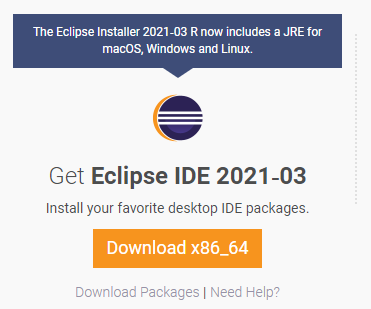 The Eclipse Installer 2021-03 R now includes a JRE for
macOS, Windows and Linux.
Get Eclipse IDE 2021-03
Install your favorite desktop IDE packages.
Download x86_64
Download Packages | Need Help?